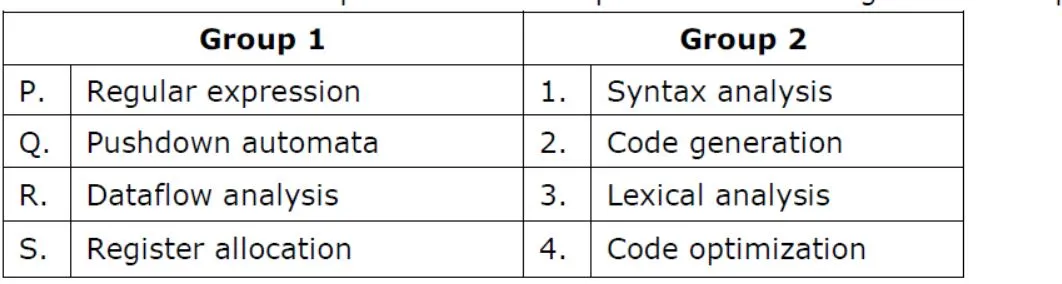 Group 1 Group 2
P. Regular expression 1. Syntax analysis
Q. Pushdown automata 2. Code generation
R. Dataflow analysis 3. Lexical analysis
S. Register allocation 4. Code optimization